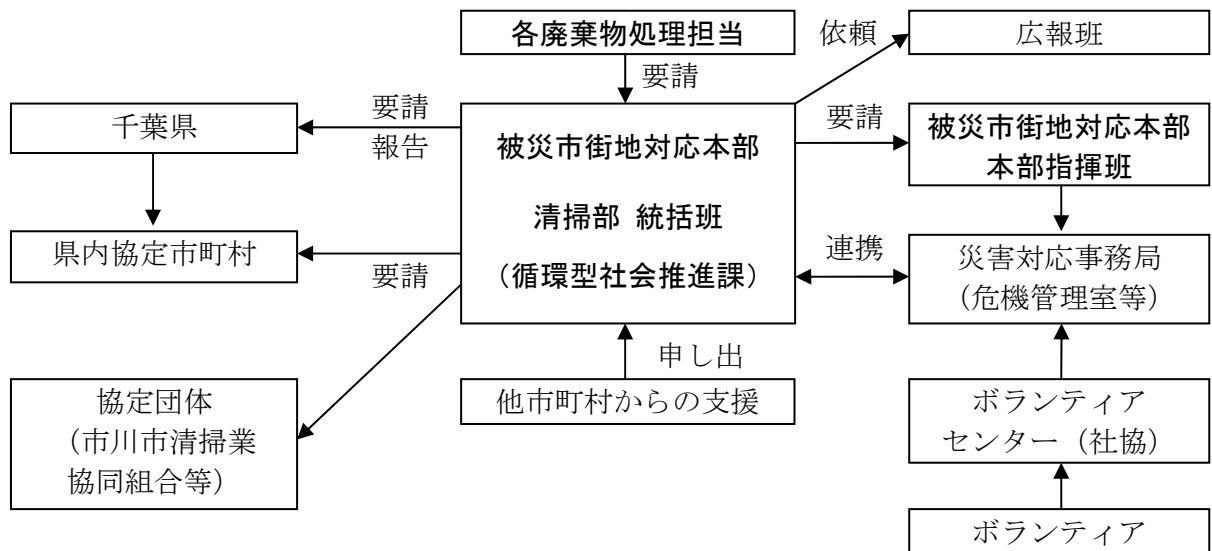 各廃棄物処理担当
依頼
広報班
要請
千葉県
要請
報告
被災市街地対応本部
清掃部 統括班
（循環型社会推進課）
要請
被災市街地対応本部
本部指揮班
県内協定市町村
要請
連携
災害対応事務局
（危機管理室等）
申し出
協定団体
（市川市清掃業
協同組合等）
他市町村からの支援
ボランティア
センター（社協）
ボランティア